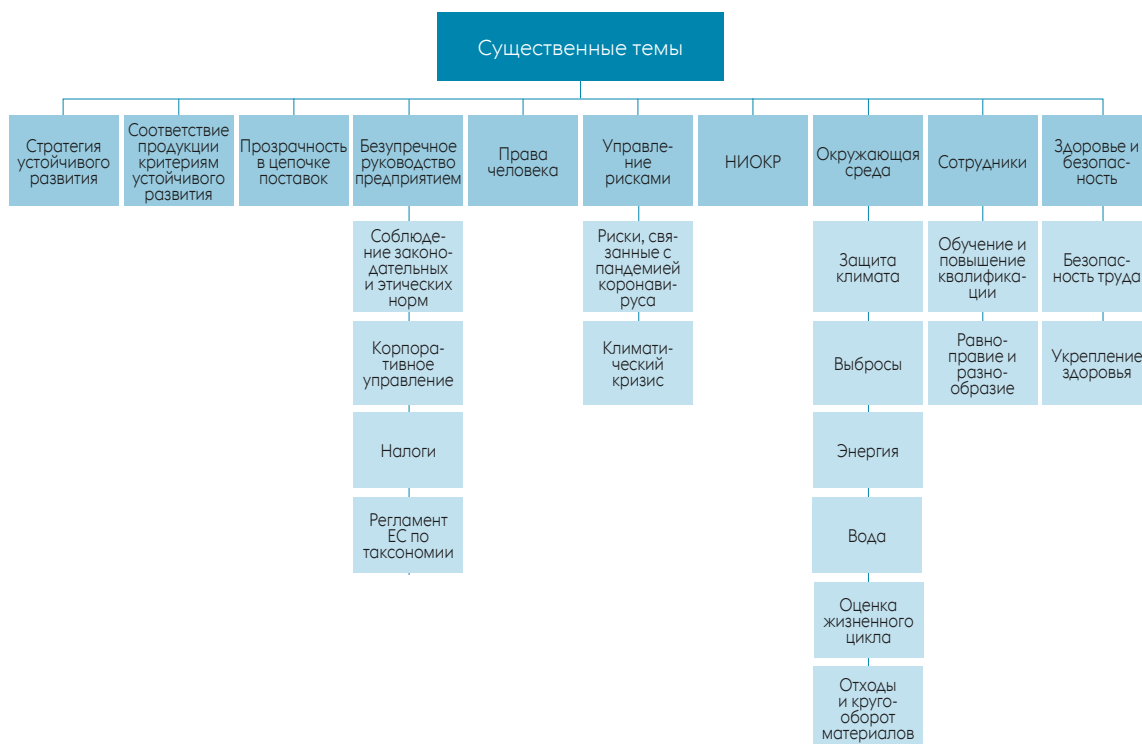 Существенные темы
Стратегия
устойчивого
развития
Соответствие
продукции
критериям
устойчивого
развития
Прозрачность
в цепочке
поставок
Безупречное
руководство
предприятием
Права
человека
Управле-
ние
рисками
НИОКР
Окружающая
среда
Сотрудники
Здоровье и
безопас-
ность
Соблюде-
ние законо-
дательных
и этических
норм
Корпора-
тивное
управление
Налоги
Регламент
ЕС по
таксономии
Риски, свя-
занные с
пандемией
коронави-
руса
Климати-
ческий
кризис
Защита
климата
Выбросы
Энергия
Вода
Оценка
жизненного
цикла
Отходы
и круго-
оборот
материалов
Обучение и
повышение
квалифика-
ции
Равно-
правие и
разно-
образие
Безопас-
ность труда
Укрепление
здоровья